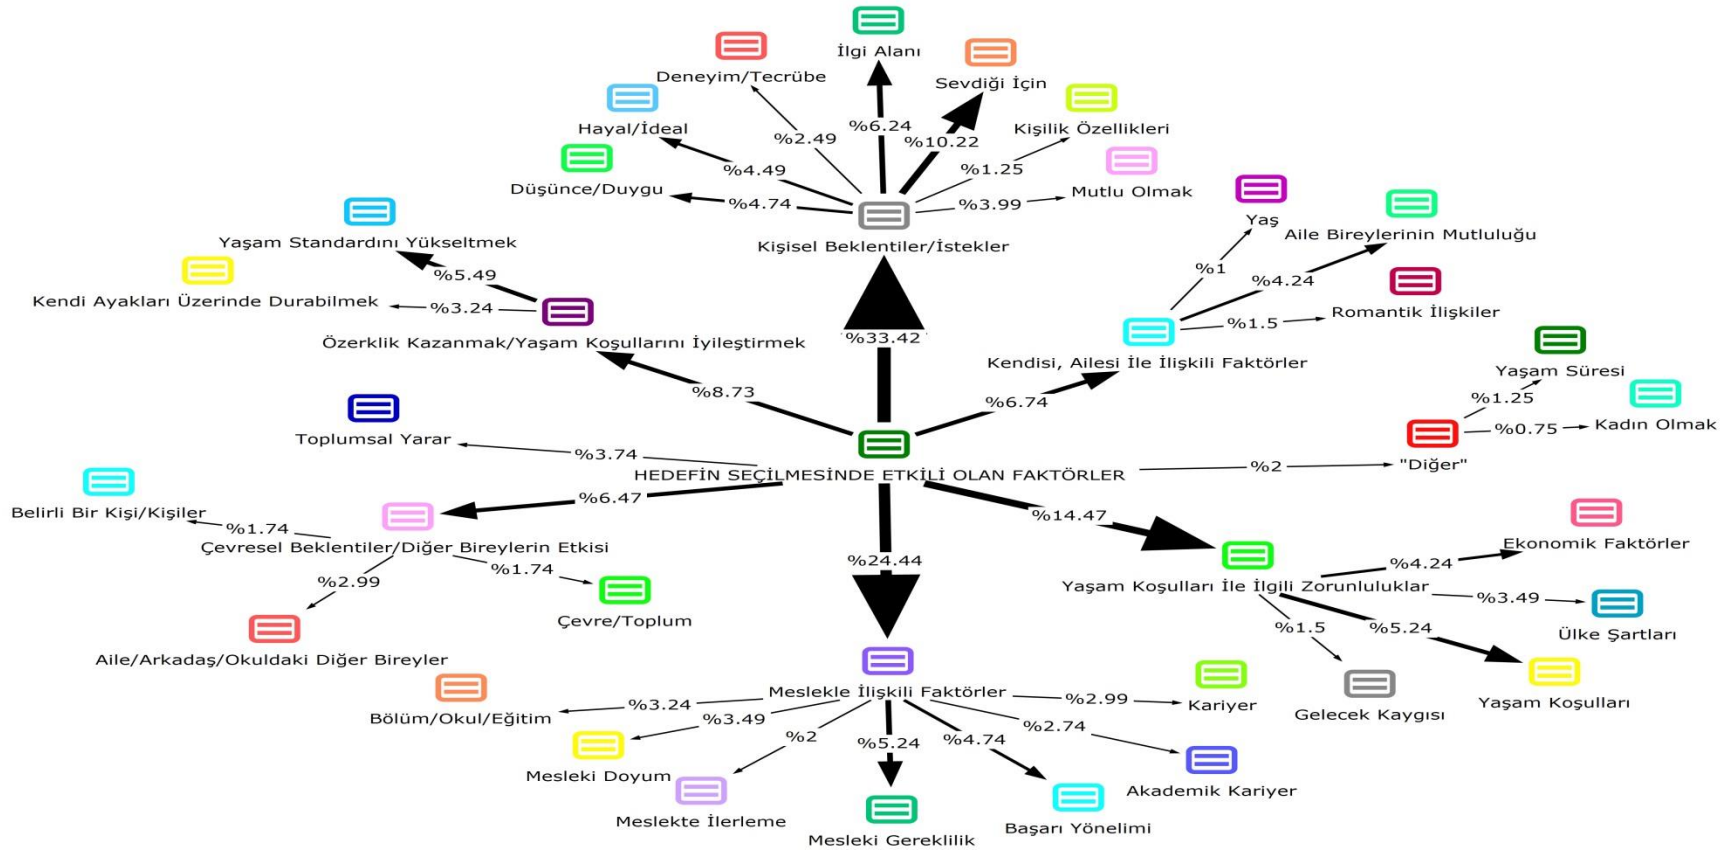 İlgi Alanı
Deneyim/Tecrübe
Sevdiği İçin
Hayal/İdeal
Kişilik Özellikleri
Düşünce/Duygu
Mutlu Olmak
%2.49
%6.24
%10.22
%4.49
%1.25
%4.74
%3.99
Kişisel Beklentiler/İstekler
Yaşam Standardını Yükseltmek
%5.49
Kendi Ayakları Üzerinde Durabilmek
%3.24
Özerklik Kazanmak/Yaşam Koşullarını İyileştirmek
%8.73
%33.42
Yaş
Aile Bireylerinin Mutluluğu
%1
%4.24
Romantik İlişkiler
%1.5
Kendisi, Ailesi İle İlişkili Faktörler
%6.74
Yaşam Süresi
%1.25
Kadın Olmak
%0.75
"Diğer"
%2
Toplumsal Yarar
%3.74
HEDEFİN SEÇİLMESİNDE ETKİLİ OLAN FAKTÖRLER
%6.47
Belirli Bir Kişi/Kişiler
%1.74
Çevresel Beklentiler/Diğer Bireylerin Etkisi
%2.99
%1.74
Çevre/Toplum
Aile/Arkadaş/Okuldaki Diğer Bireyler
%24.44
%14.47
Ekonomik Faktörler
%4.24
Yaşam Koşulları İle İlgili Zorunluluklar
%3.49
Ülke Şartları
%5.24
%1.5
Gelecek Kaygısı
Yaşam Koşulları
Meslekle İlişkili Faktörler
%3.24
Bölüm/Okul/Eğitim
%3.49
Mesleki Doyum
%2
Meslekte İlerleme
%5.24
Mesleki Gereklilik
%4.74
Başarı Yönelimi
%2.74
Akademik Kariyer
%2.99
Kariyer